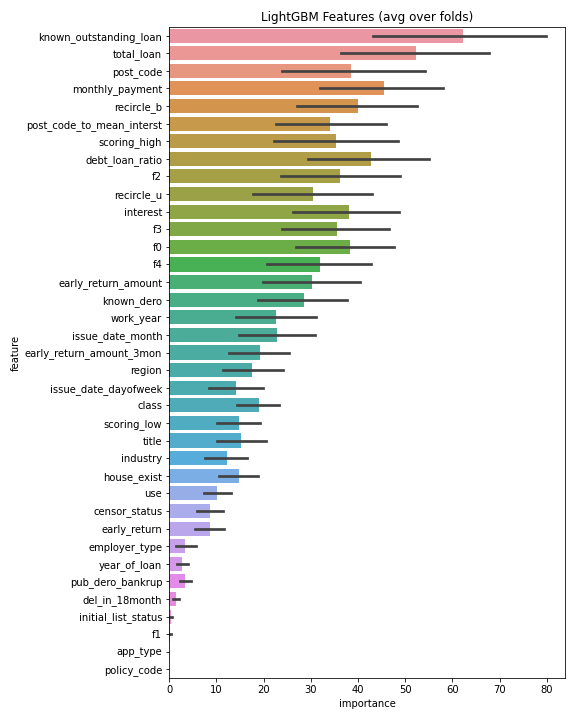 LightGBM Features (avg over folds)
known_outstanding_loan
total_loan
post_code
monthly_payment
recircle_b
post_code_to_mean_interst
scoring_high
debt_loan_ratio
f2
recircle_u
interest
f3
f0
f4
early_return_amount
known_dero
work_year
issue_date_month
early_return_amount_3mon
region
issue_date_dayofweek
class
scoring_low
title
industry
house_exist
use
censor_status
early_return
employer_type
year_of_loan
pub_dero_bankrup
del_in_18month
initial_list_status
f1
app_type
policy_code
feature
0 10 20 30 40 50 60 70 80
importance